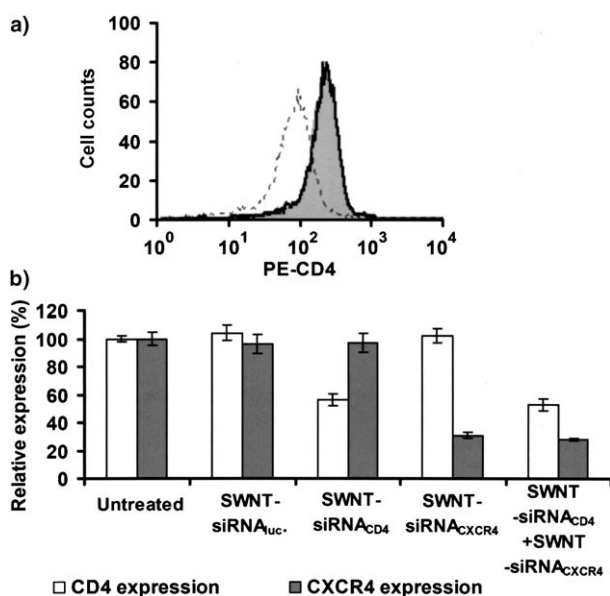 a)
100
80
60
40
20
0
Cell counts
10⁰ 10¹ 10² 10³ 10⁴
PE-CD4
b)
120
100
80
60
40
20
0
Relative expression (%)
Untreated
SWNT-
siRNAluc.
SWNT-
siRNACD4
SWNT-
siRNACXCR4
SWNT
-siRNACD4
+SWNT
-siRNACXCR4
CD4 expression
CXCR4 expression